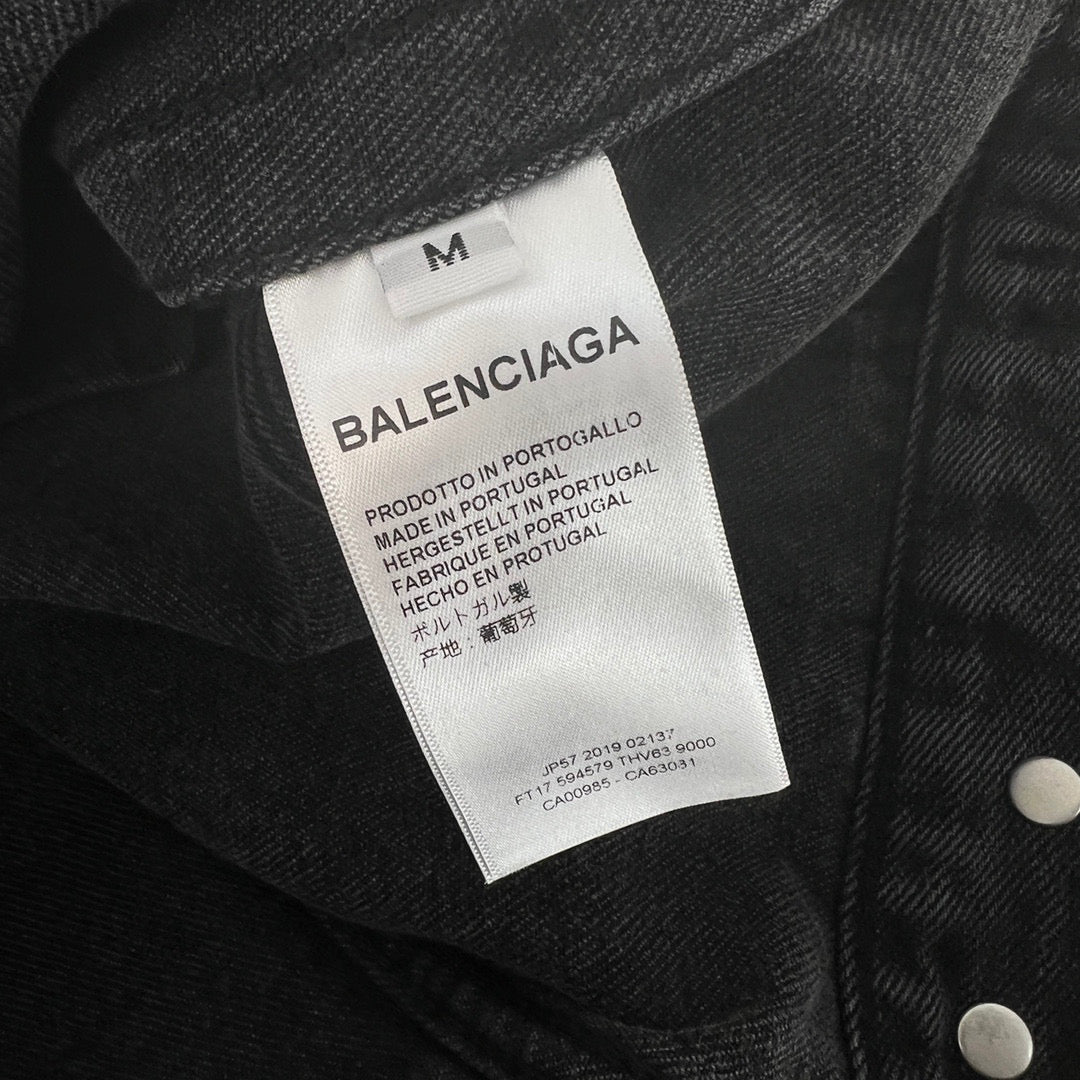 M
BALENCIAGA
PRODOTTO IN PORTOGALLO
MADE IN PORTUGAL
HERGESTELLT IN PORTUGAL
FABRIQUE EN PORTUGAL
HECHO EN PROTUGAL
ポルトガル製
产地：葡萄牙
JP57 2019 02137
FT17 594579 THV63 9000
CA00985 - CA63031